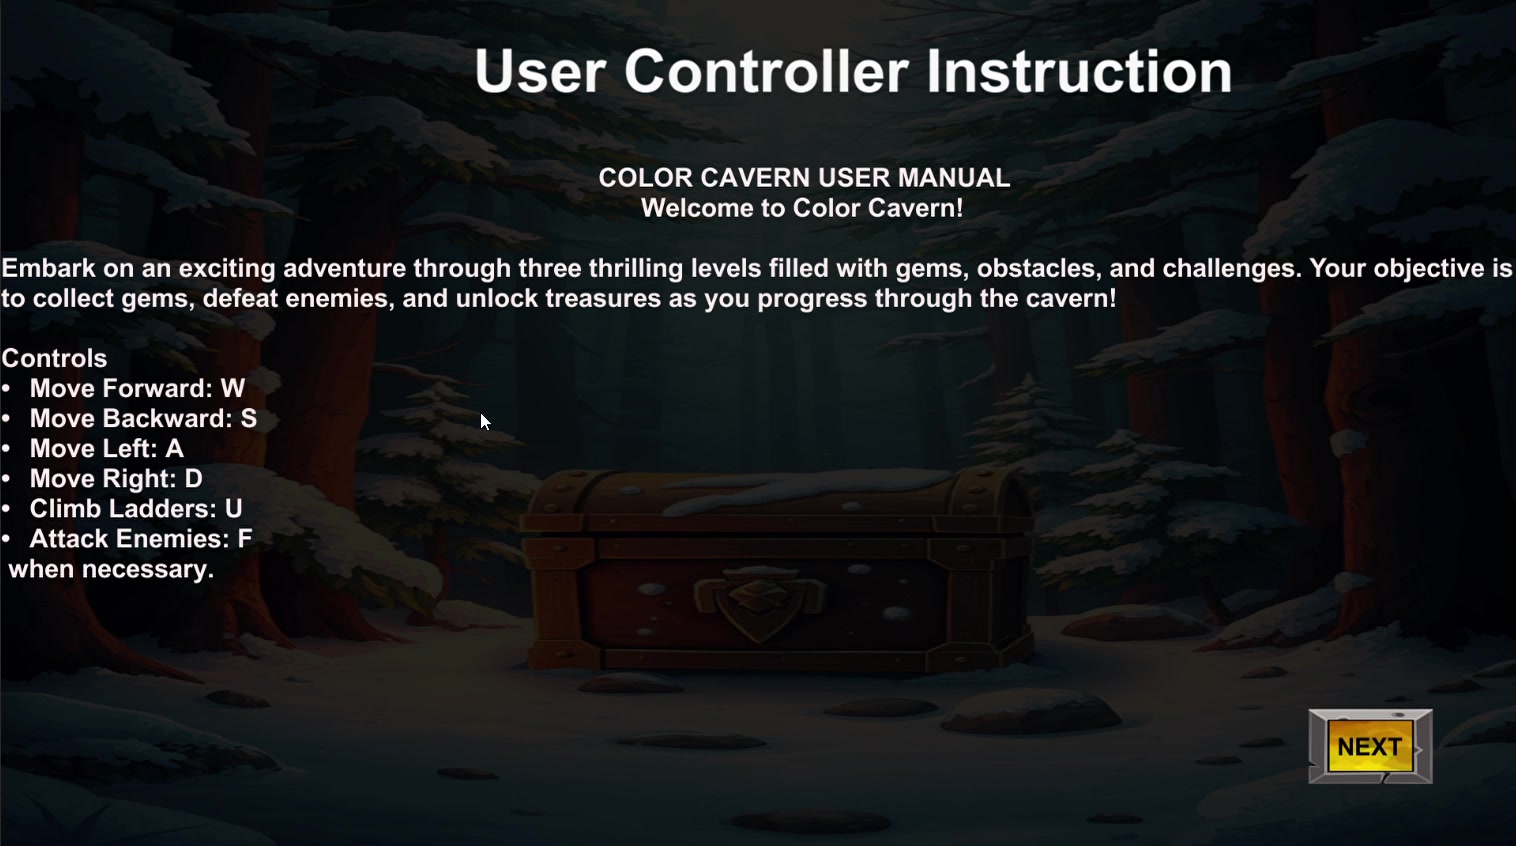 User Controller Instruction
COLOR CAVERN USER MANUAL
Welcome to Color Cavern!
Embark on an exciting adventure through three thrilling levels filled with gems, obstacles, and challenges. Your objective is
to collect gems, defeat enemies, and unlock treasures as you progress through the cavern!
Controls
• Move Forward: W
• Move Backward: S
• Move Left: A
• Move Right: D
• Climb Ladders: U
• Attack Enemies: F
when necessary.
NEXT